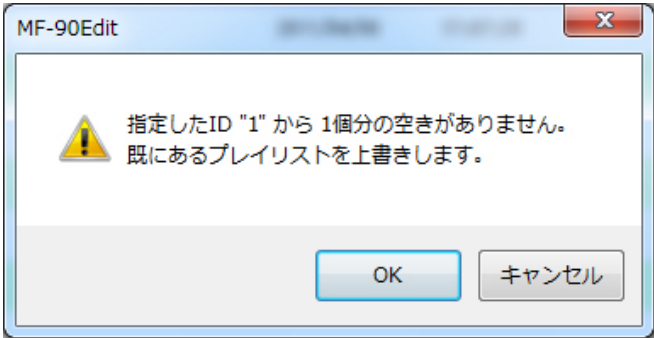 MF-90Edit
指定したID "1" から 1個分の空きがありません。
既にあるプレイリストを上書きします。
OK
キャンセル